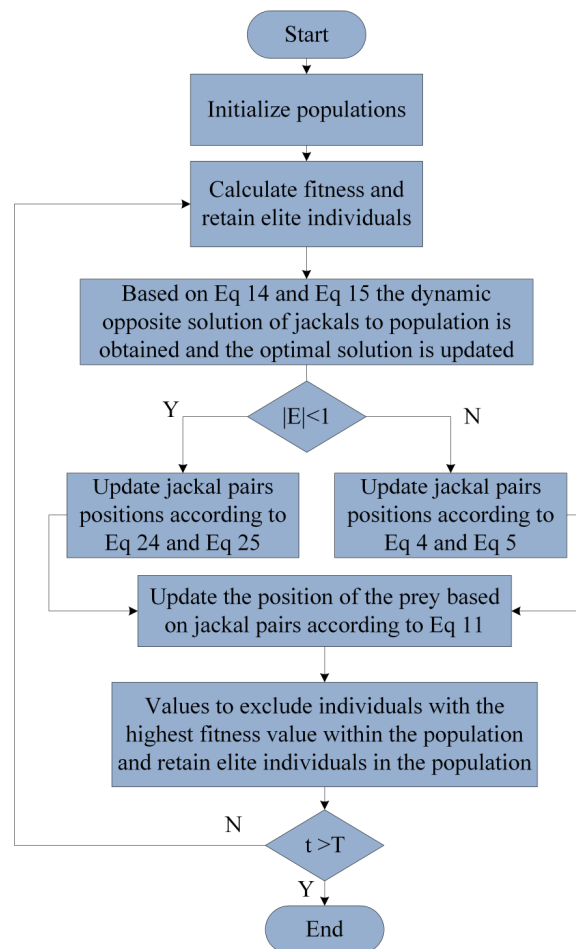 Start
Initialize populations
Calculate fitness and
retain elite individuals
Based on Eq 14 and Eq 15 the dynamic
opposite solution of jackals to population is
obtained and the optimal solution is updated
Y
|E|<1
N
Update jackal pairs
positions according to
Eq 24 and Eq 25
Update jackal pairs
positions according to
Eq 4 and Eq 5
Update the position of the prey based
on jackal pairs according to Eq 11
Values to exclude individuals with the
highest fitness value within the population
and retain elite individuals in the population
N
t >T
Y
End